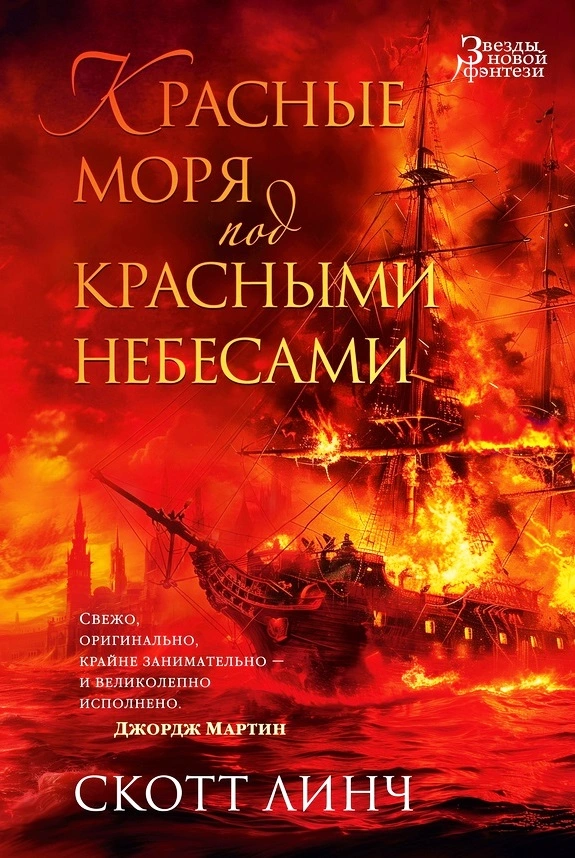 Звезды
новой
фэнтези
Красные
моря
под
красными
небесами
Свежо,
оригинально,
крайне занимательно —
и великолепно
исполнено.
Джордж Мартин
Скотт Линч